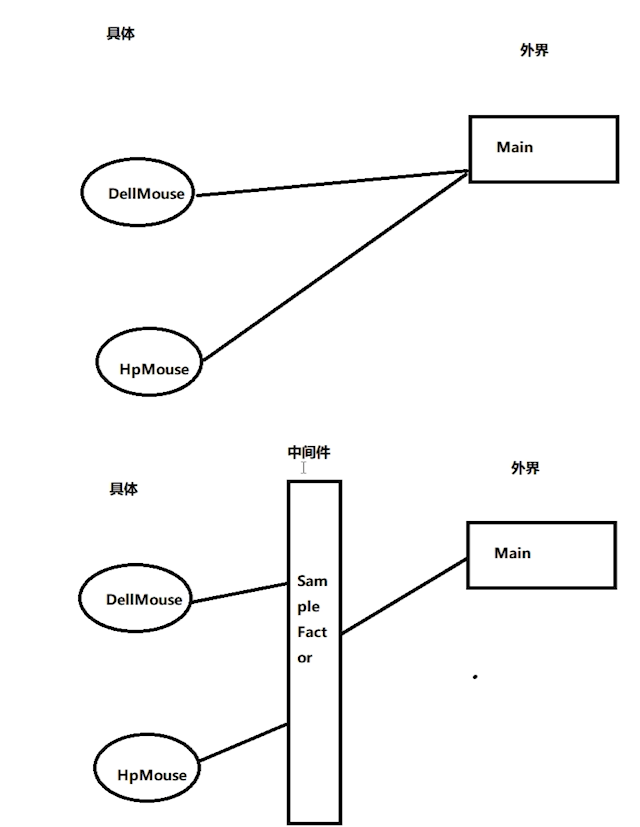 具体
外界
Main
DellMouse
HpMouse
中间件
外界
具体
Main
Sam
ple
Fact
or
DellMouse
HpMouse